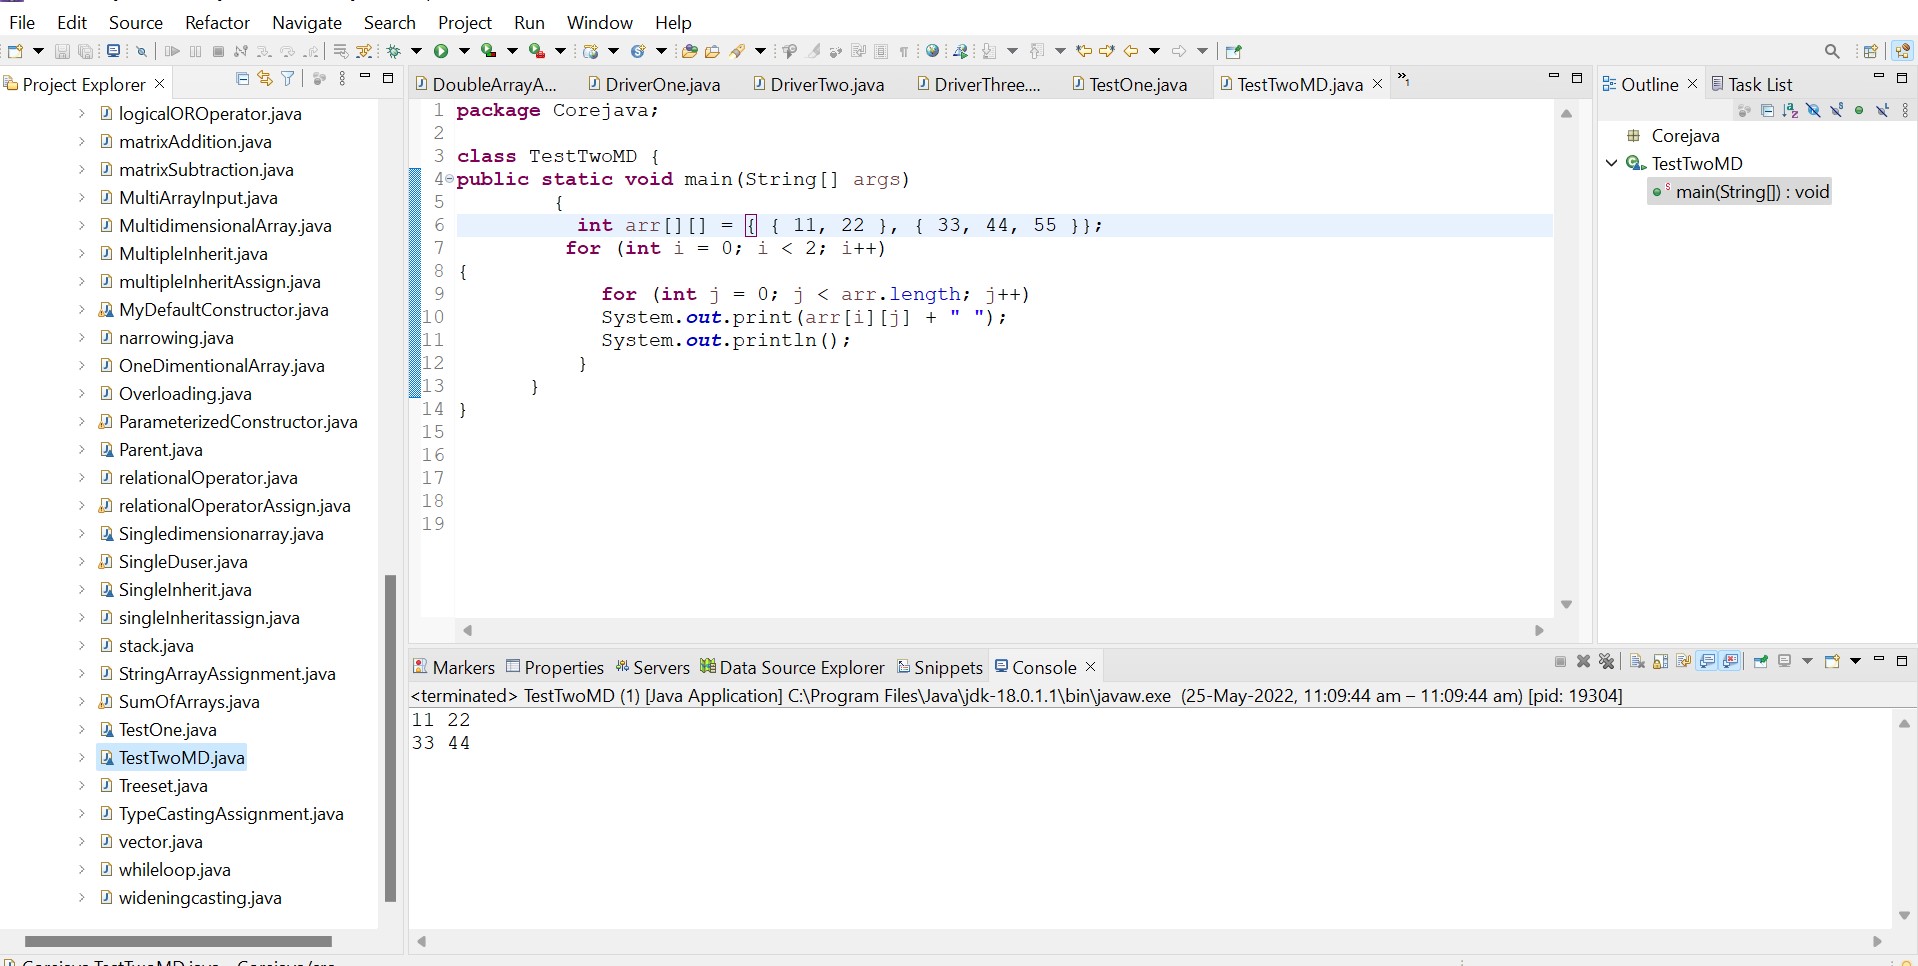 File Edit Source Refactor Navigate Search Project Run Window Help
Project Explorer
logicalOROperator.java
matrixAddition.java
matrixSubtraction.java
MultiArrayInput.java
MultidimensionalArray.java
MultipleInherit.java
multipleInheritAssign.java
MyDefaultConstructor.java
narrowing.java
OneDimentionalArray.java
Overloading.java
ParameterizedConstructor.java
Parent.java
relationalOperator.java
relationalOperatorAssign.java
Singledimensionarray.java
SingleDuser.java
SingleInherit.java
singleInheritassign.java
stack.java
StringArrayAssignment.java
SumOfArrays.java
TestOne.java
TestTwoMD.java
Treeset.java
TypeCastingAssignment.java
vector.java
whileloop.java
wideningcasting.java
DoubleArrayA... DriverOne.java DriverTwo.java DriverThree.... TestOne.java TestTwoMD.java »1
1 package Corejava;
2
3 class TestTwoMD {
4 public static void main(String[] args)
5 {
6 int arr[][] = { { 11, 22 }, { 33, 44, 55 }};
7 for (int i = 0; i < 2; i++)
8 {
9 for (int j = 0; j < arr.length; j++)
10 System.out.print(arr[i][j] + " ");
11 System.out.println();
12 }
13 }
14 }
15
16
17
18
19
Outline Task List
Corejava
TestTwoMD
main(String[]) : void
Markers Properties Servers Data Source Explorer Snippets Console
<terminated> TestTwoMD (1) [Java Application] C:\Program Files\Java\jdk-18.0.1.1\bin\javaw.exe (25-May-2022, 11:09:44 am – 11:09:44 am) [pid: 19304]
11 22
33 44